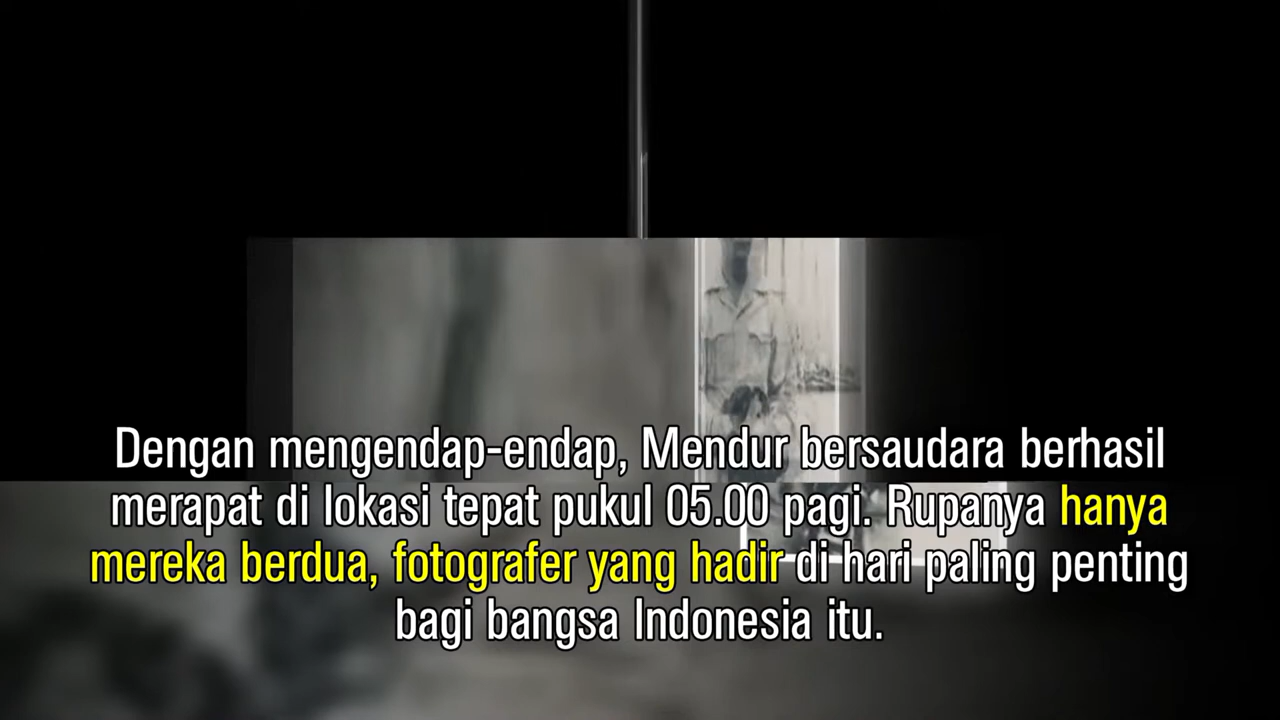 Dengan mengendap-endap, Mendur bersaudara berhasil
merapat di lokasi tepat pukul 05.00 pagi. Rupanya hanya
mereka berdua, fotografer yang hadir di hari paling penting
bagi bangsa Indonesia itu.